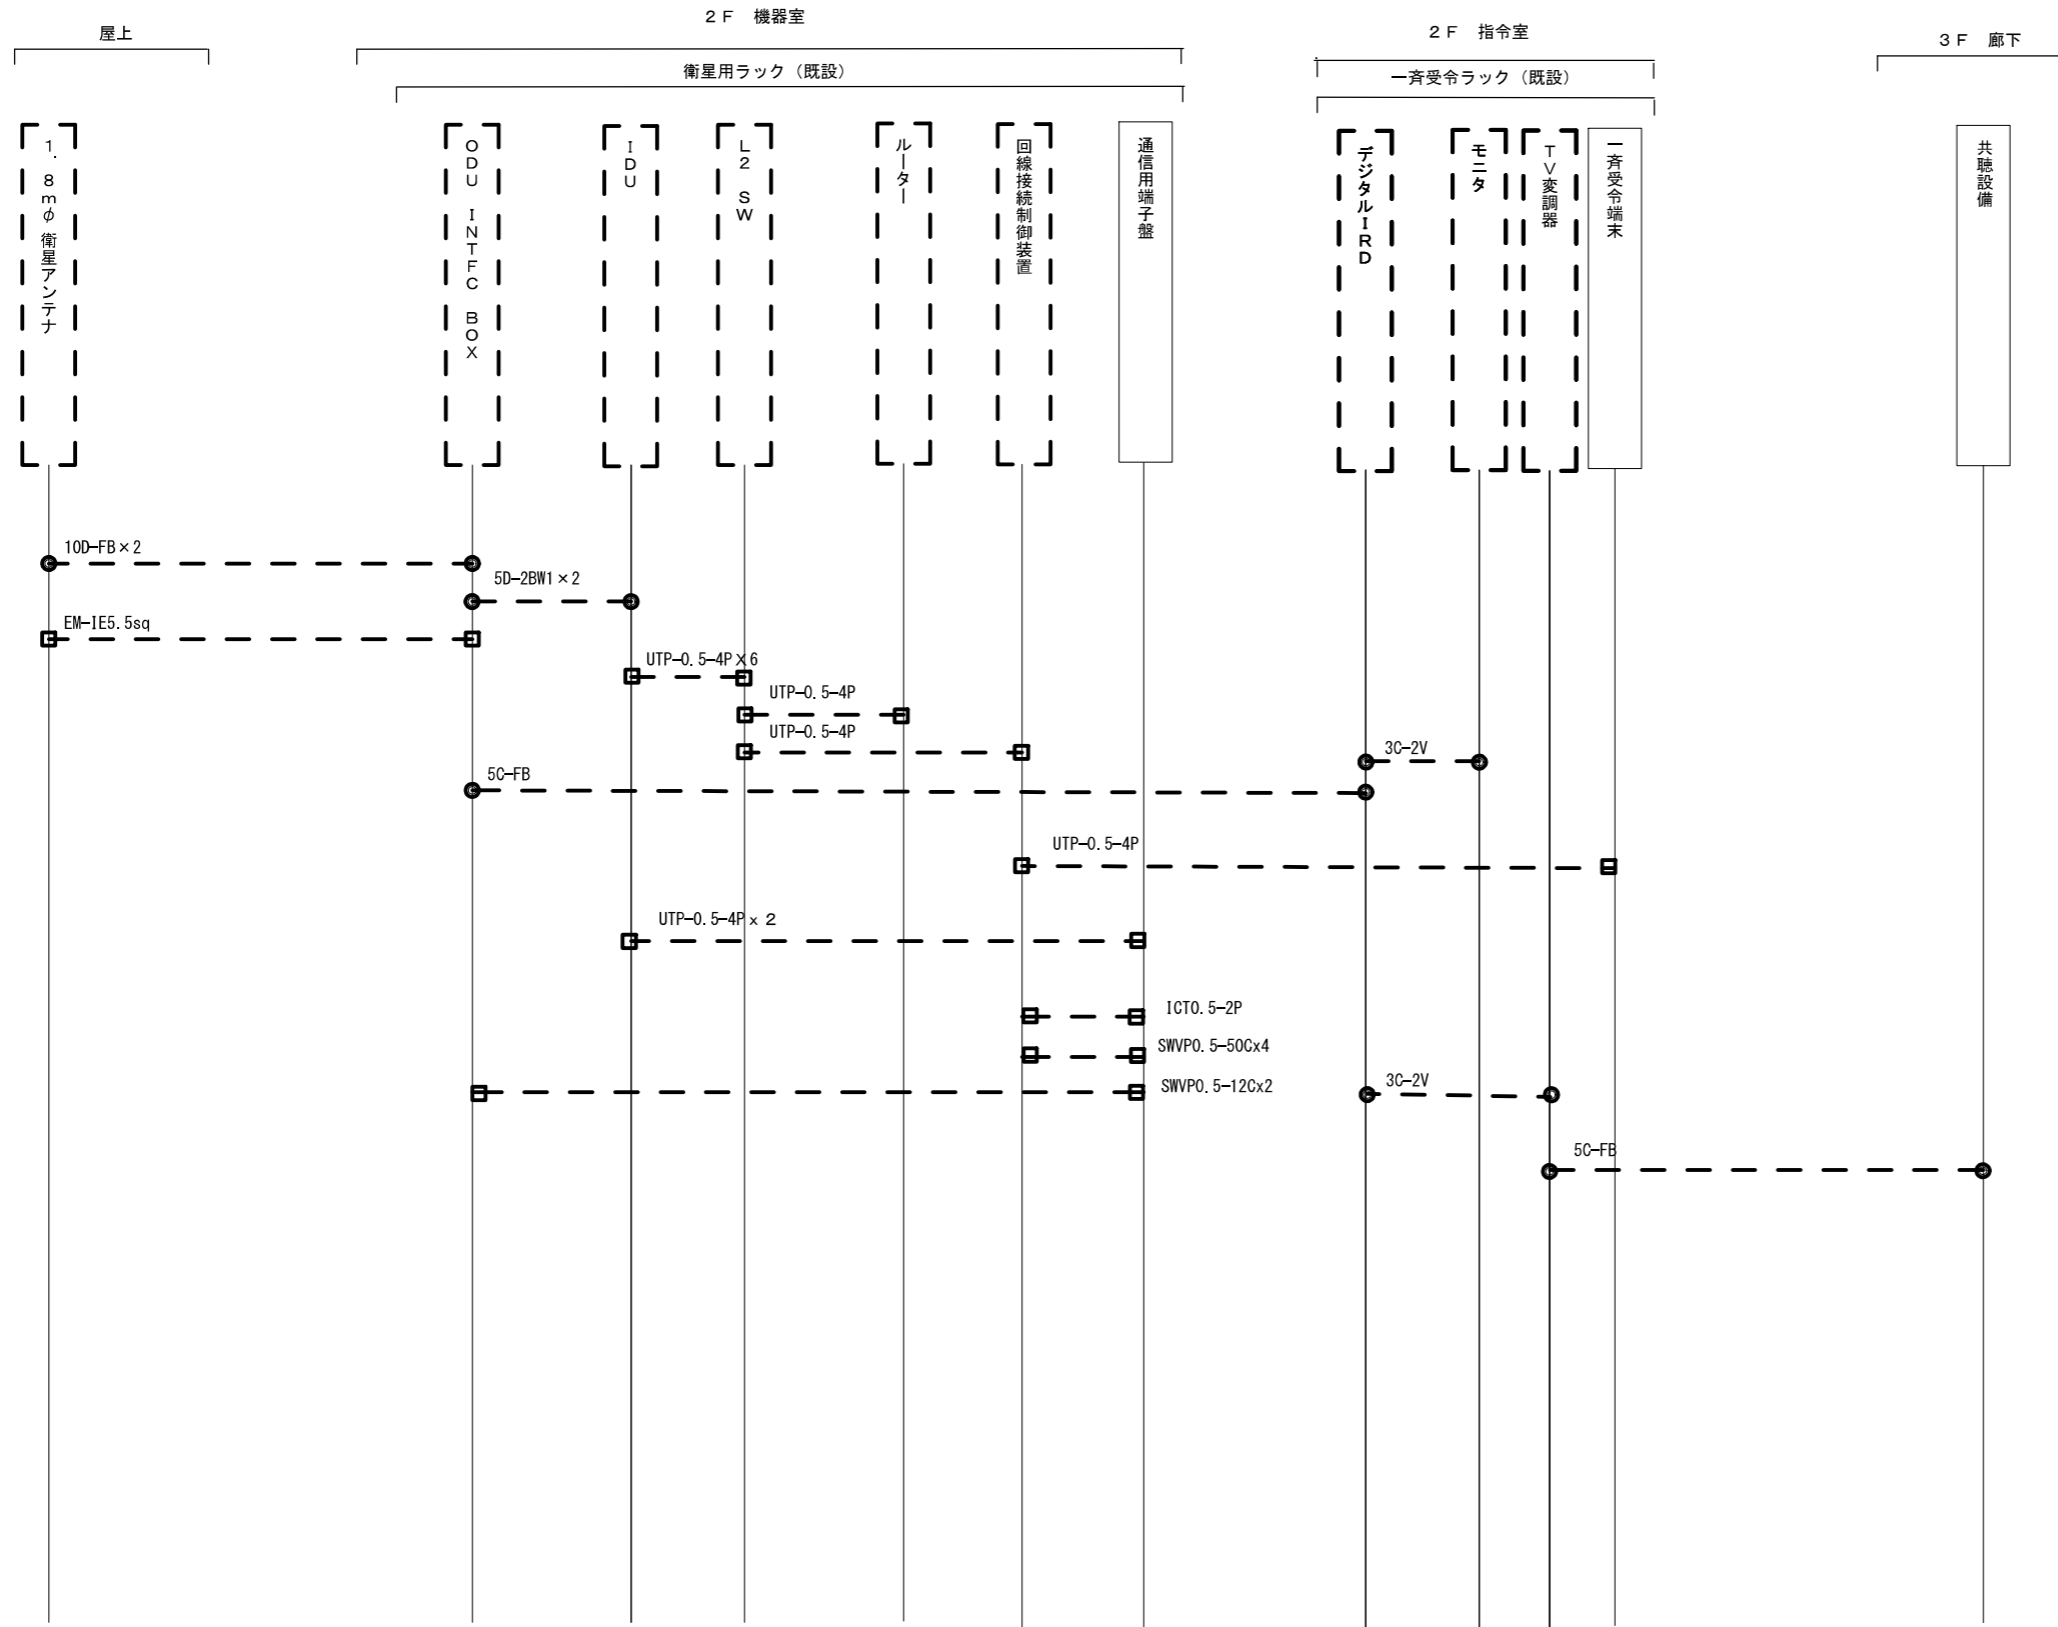 屋上
2F 機器室
衛星用ラック（既設）
2F 指令室
一斉受令ラック（既設）
3F 廊下
1.8mφ衛星アンテナ
ODU INTFC BOX
IDU
L2 SW
ルーター
回線接続制御装置
通信用端子盤
デジタルIRD
モニタ
TV変調器
一斉受令端末
共聴設備
10D-FB×2
5D-2BW1×2
EM-IE5.5sq
UTP-0.5-4P×6
UTP-0.5-4P
UTP-0.5-4P
3C-2V
5C-FB
UTP-0.5-4P
UTP-0.5-4P×2
ICT0.5-2P
SWVP0.5-50Cx4
SWVP0.5-12Cx2
3C-2V
5C-FB